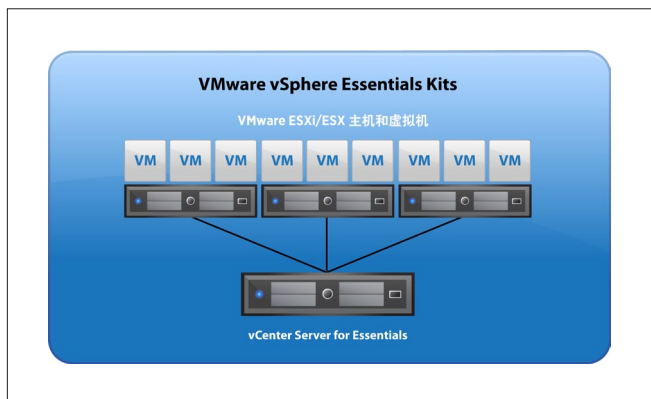 VMware vSphere Essentials Kits
VMware ESXi/ESX 主机和虚拟机
VM VM VM VM VM VM VM VM VM
vCenter Server for Essentials